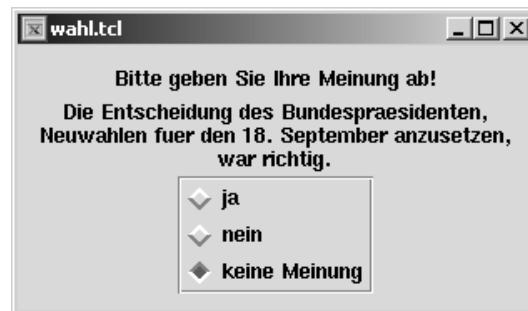 wahl.tcl
Bitte geben Sie Ihre Meinung ab!
Die Entscheidung des Bundespraesidenten,
Neuwahlen fuer den 18. September anzusetzen,
war richtig.
ja
nein
keine Meinung